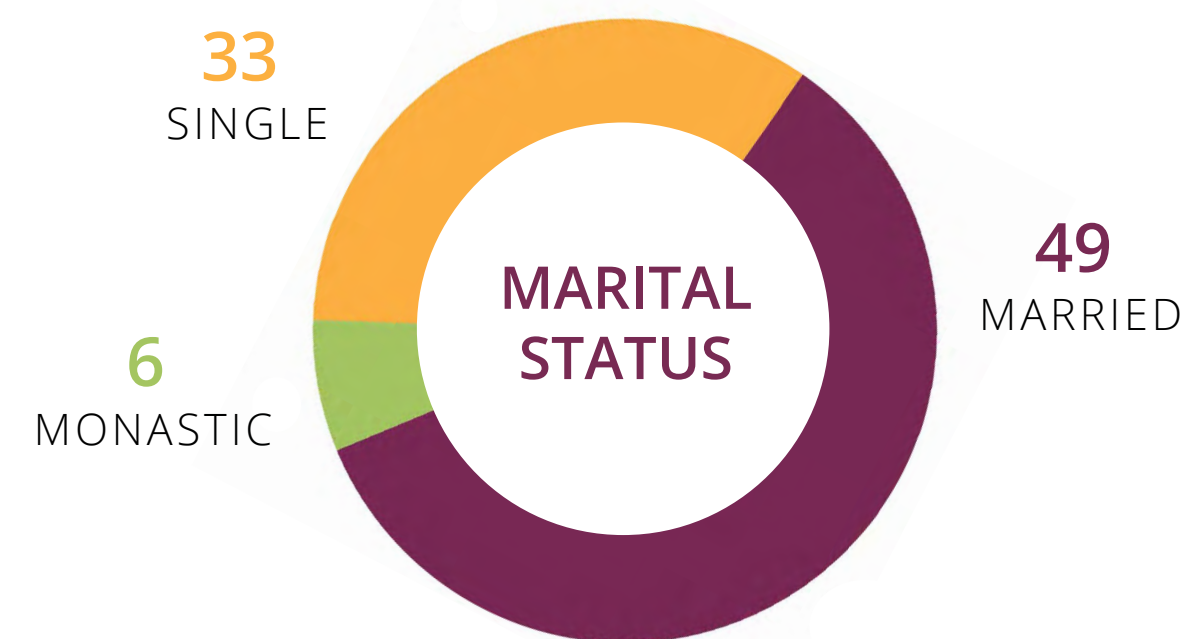 33
SINGLE
MARITAL
STATUS
49
MARRIED
6
MONASTIC